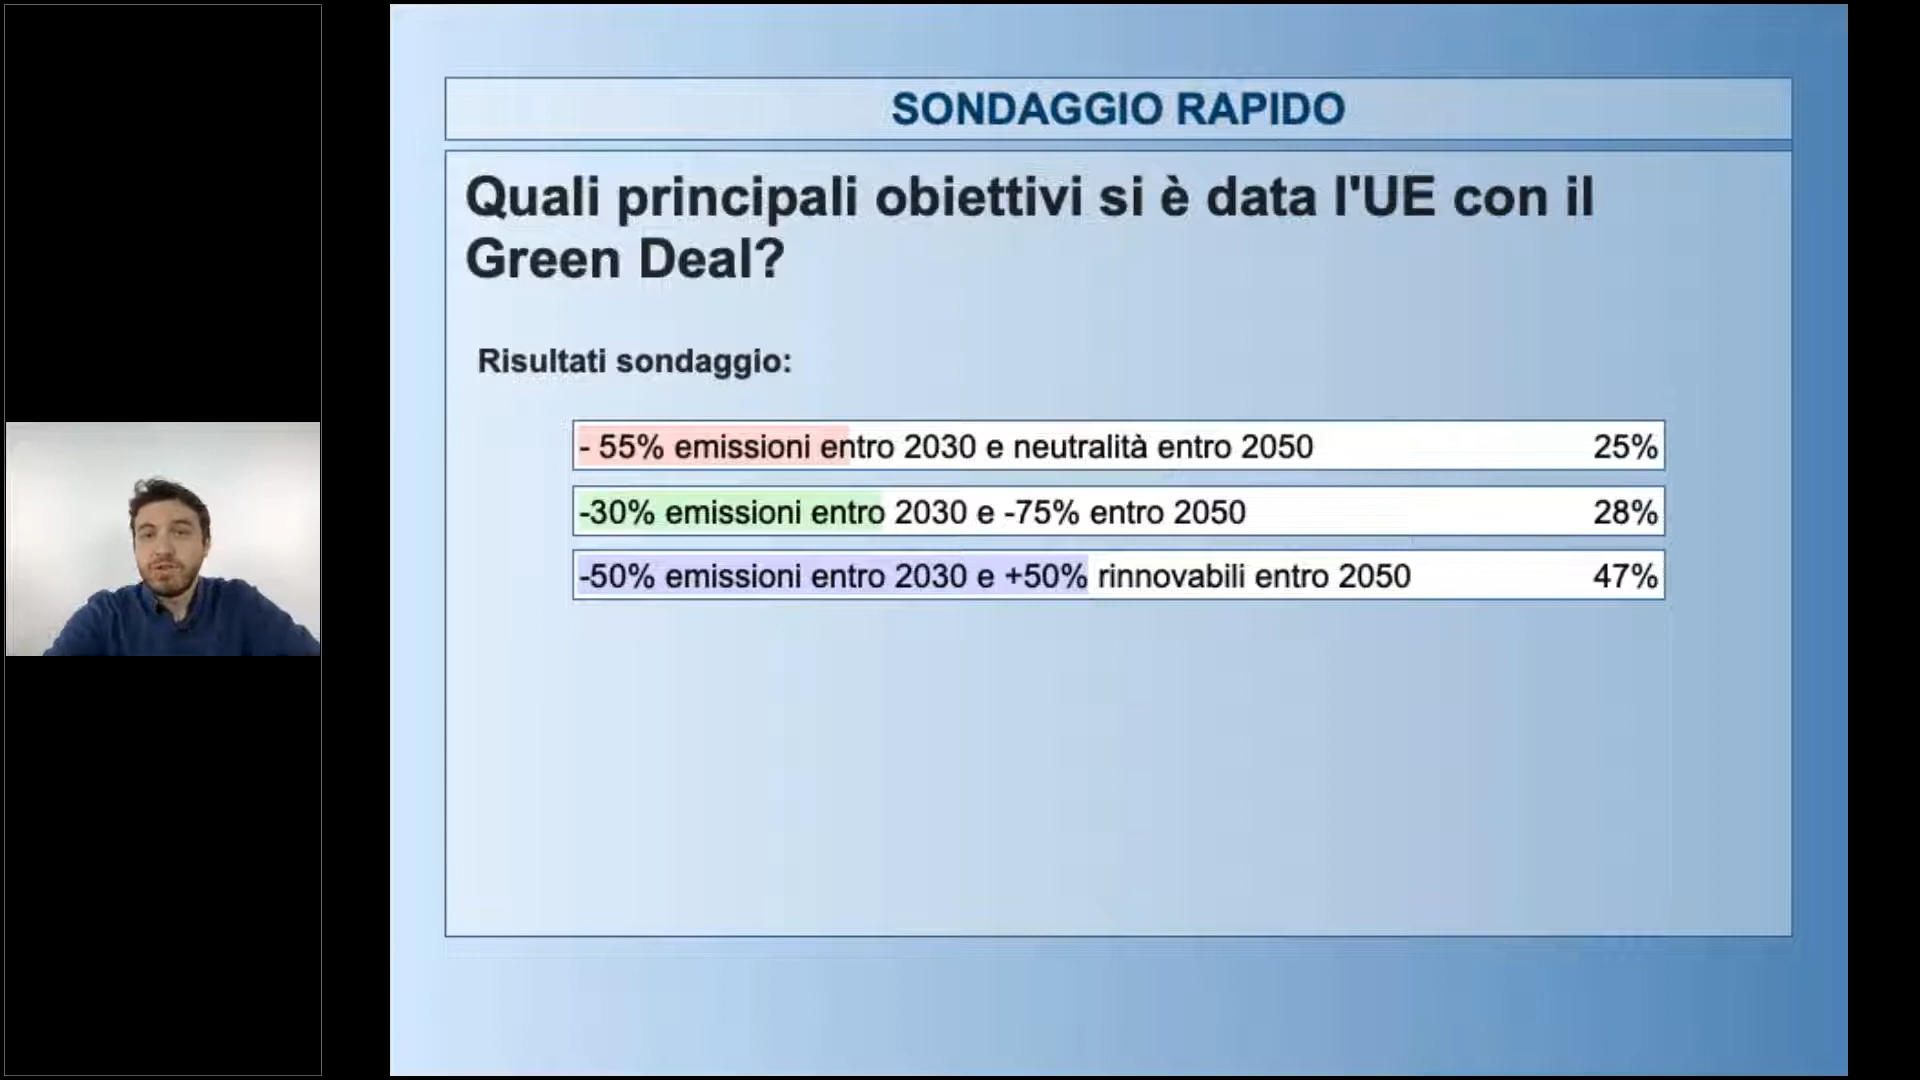 SONDAGGIO RAPIDO
Quali principali obiettivi si è data l'UE con il
Green Deal?
Risultati sondaggio:
- 55% emissioni entro 2030 e neutralità entro 2050 25%
-30% emissioni entro 2030 e -75% entro 2050 28%
-50% emissioni entro 2030 e +50% rinnovabili entro 2050 47%